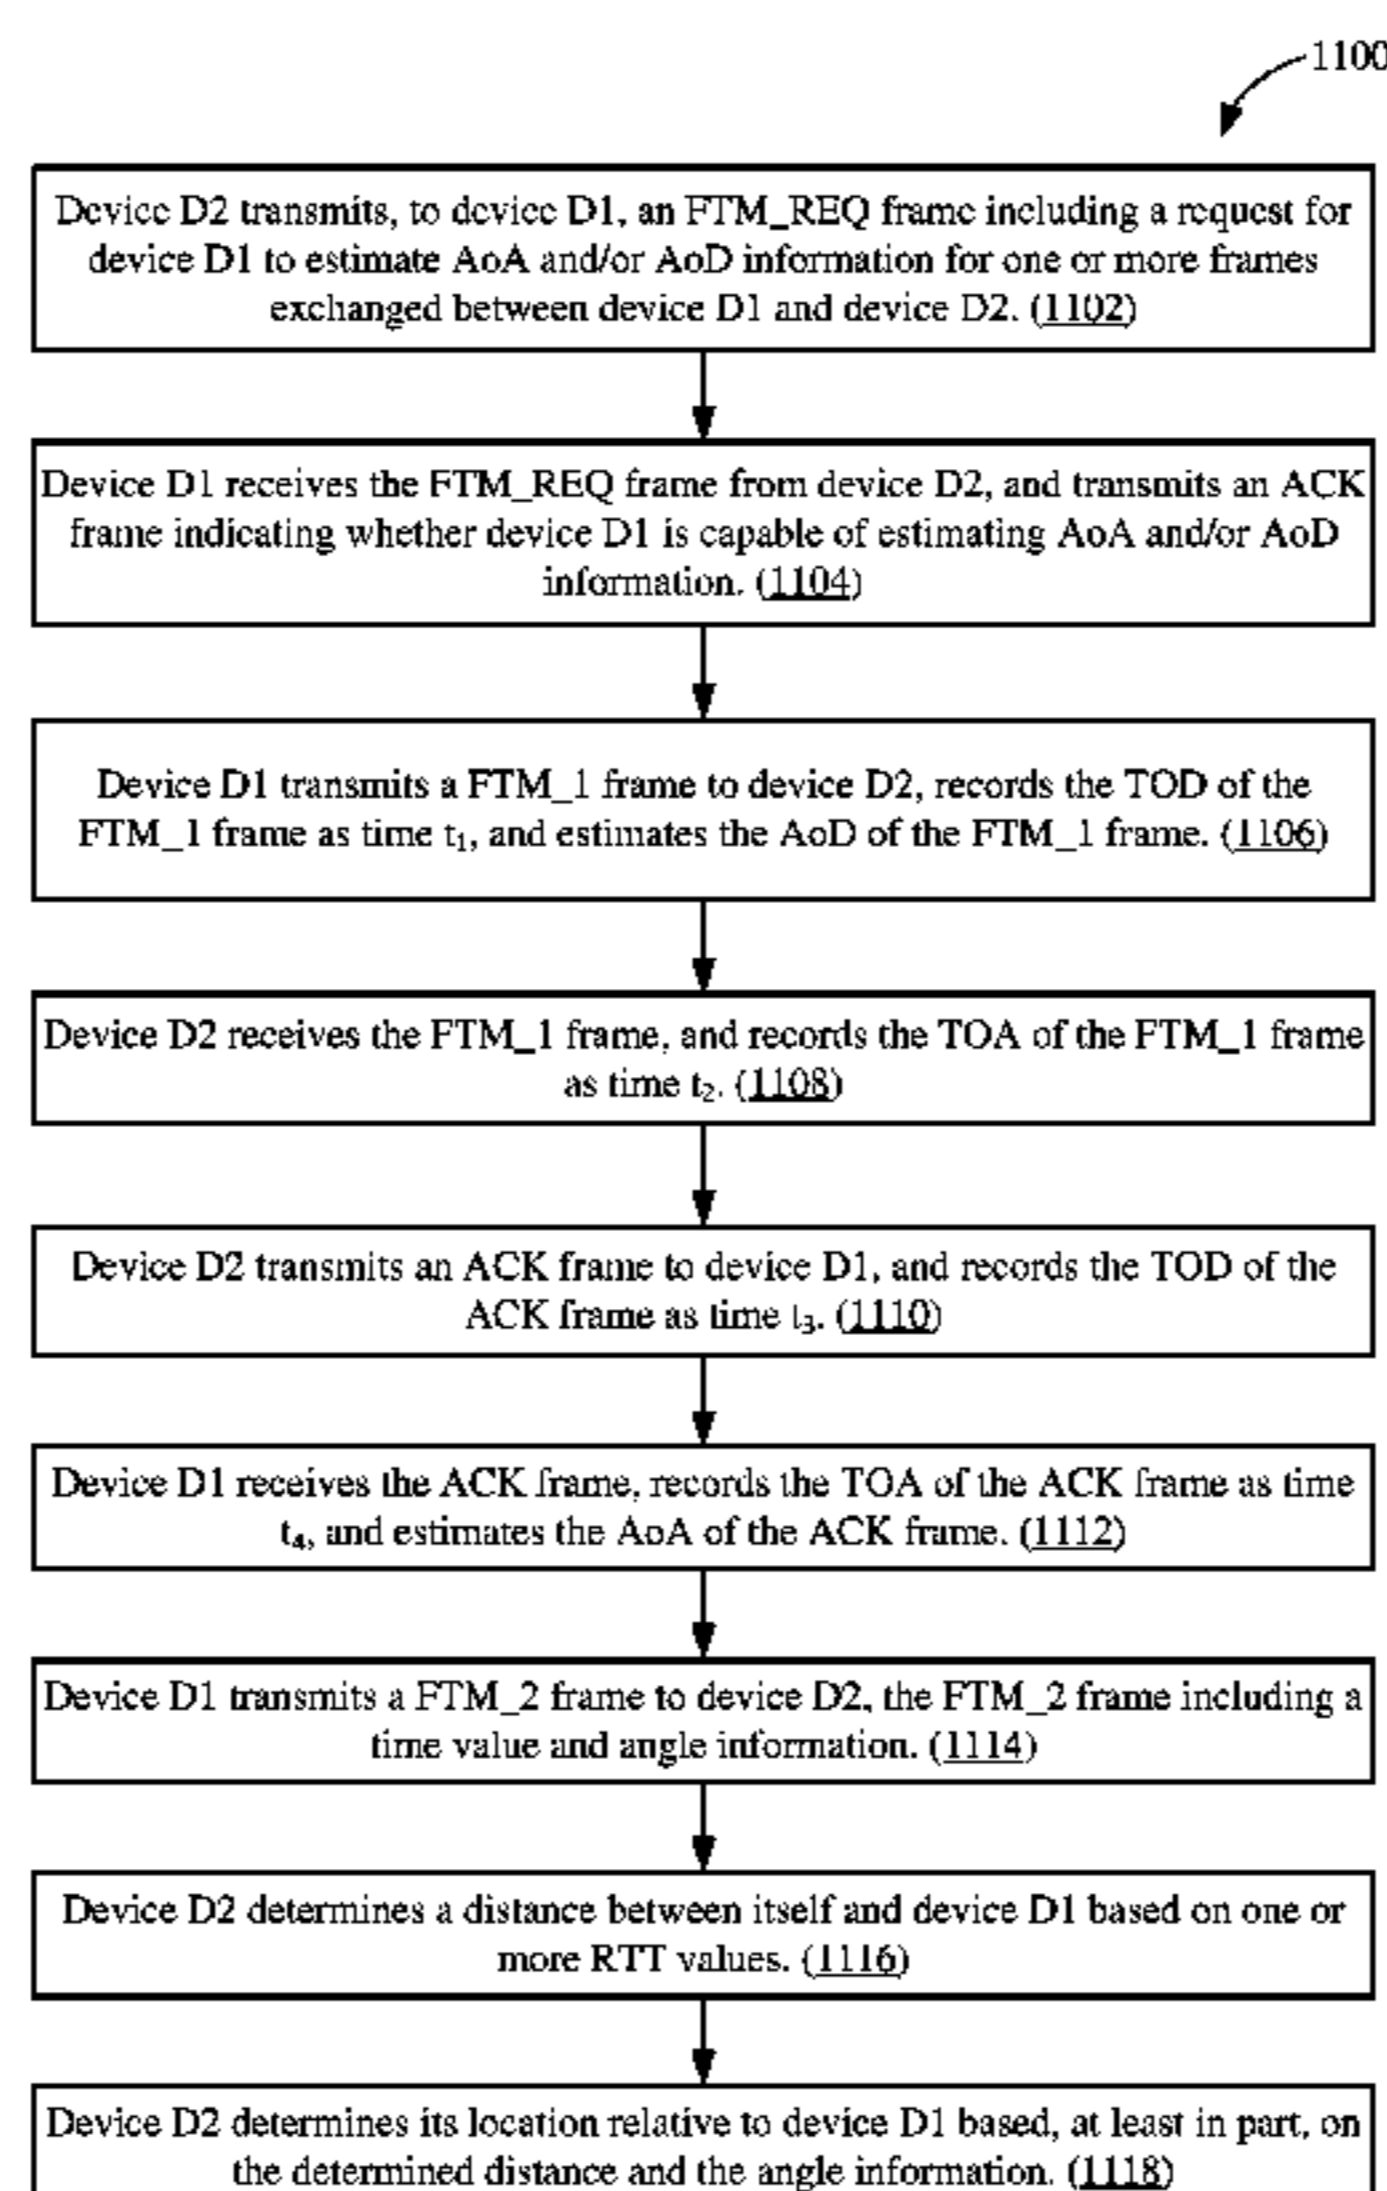 1100
Device D2 transmits, to device D1, an FTM_REQ frame including a request for
device D1 to estimate AoA and/or AoD information for one or more frames
exchanged between device D1 and device D2. (1102)
Device D1 receives the FTM_REQ frame from device D2, and transmits an ACK
frame indicating whether device D1 is capable of estimating AoA and/or AoD
information. (1104)
Device D1 transmits a FTM_1 frame to device D2, records the TOD of the
FTM_1 frame as time t₁, and estimates the AoD of the FTM_1 frame. (1106)
Device D2 receives the FTM_1 frame, and records the TOA of the FTM_1 frame
as time t₂. (1108)
Device D2 transmits an ACK frame to device D1, and records the TOD of the
ACK frame as time t₃. (1110)
Device D1 receives the ACK frame, records the TOA of the ACK frame as time
t₄, and estimates the AoA of the ACK frame. (1112)
Device D1 transmits a FTM_2 frame to device D2, the FTM_2 frame including a
time value and angle information. (1114)
Device D2 determines a distance between itself and device D1 based on one or
more RTT values. (1116)
Device D2 determines its location relative to device D1 based, at least in part, on
the determined distance and the angle information. (1118)